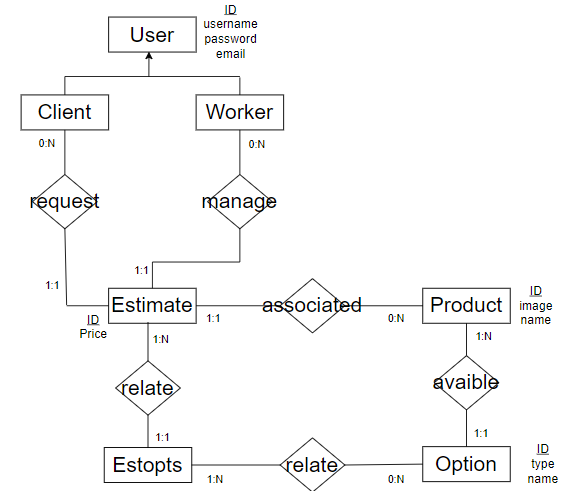 ID
User
username
password
email
Client
Worker
0:N
0:N
request
manage
1:1
1:1
Estimate
associated
Product
ID
image
name
ID
Price
1:1
0:N
1:N
1:N
relate
avaible
1:1
1:1
Estopts
relate
Option
ID
type
name
1:N
0:N